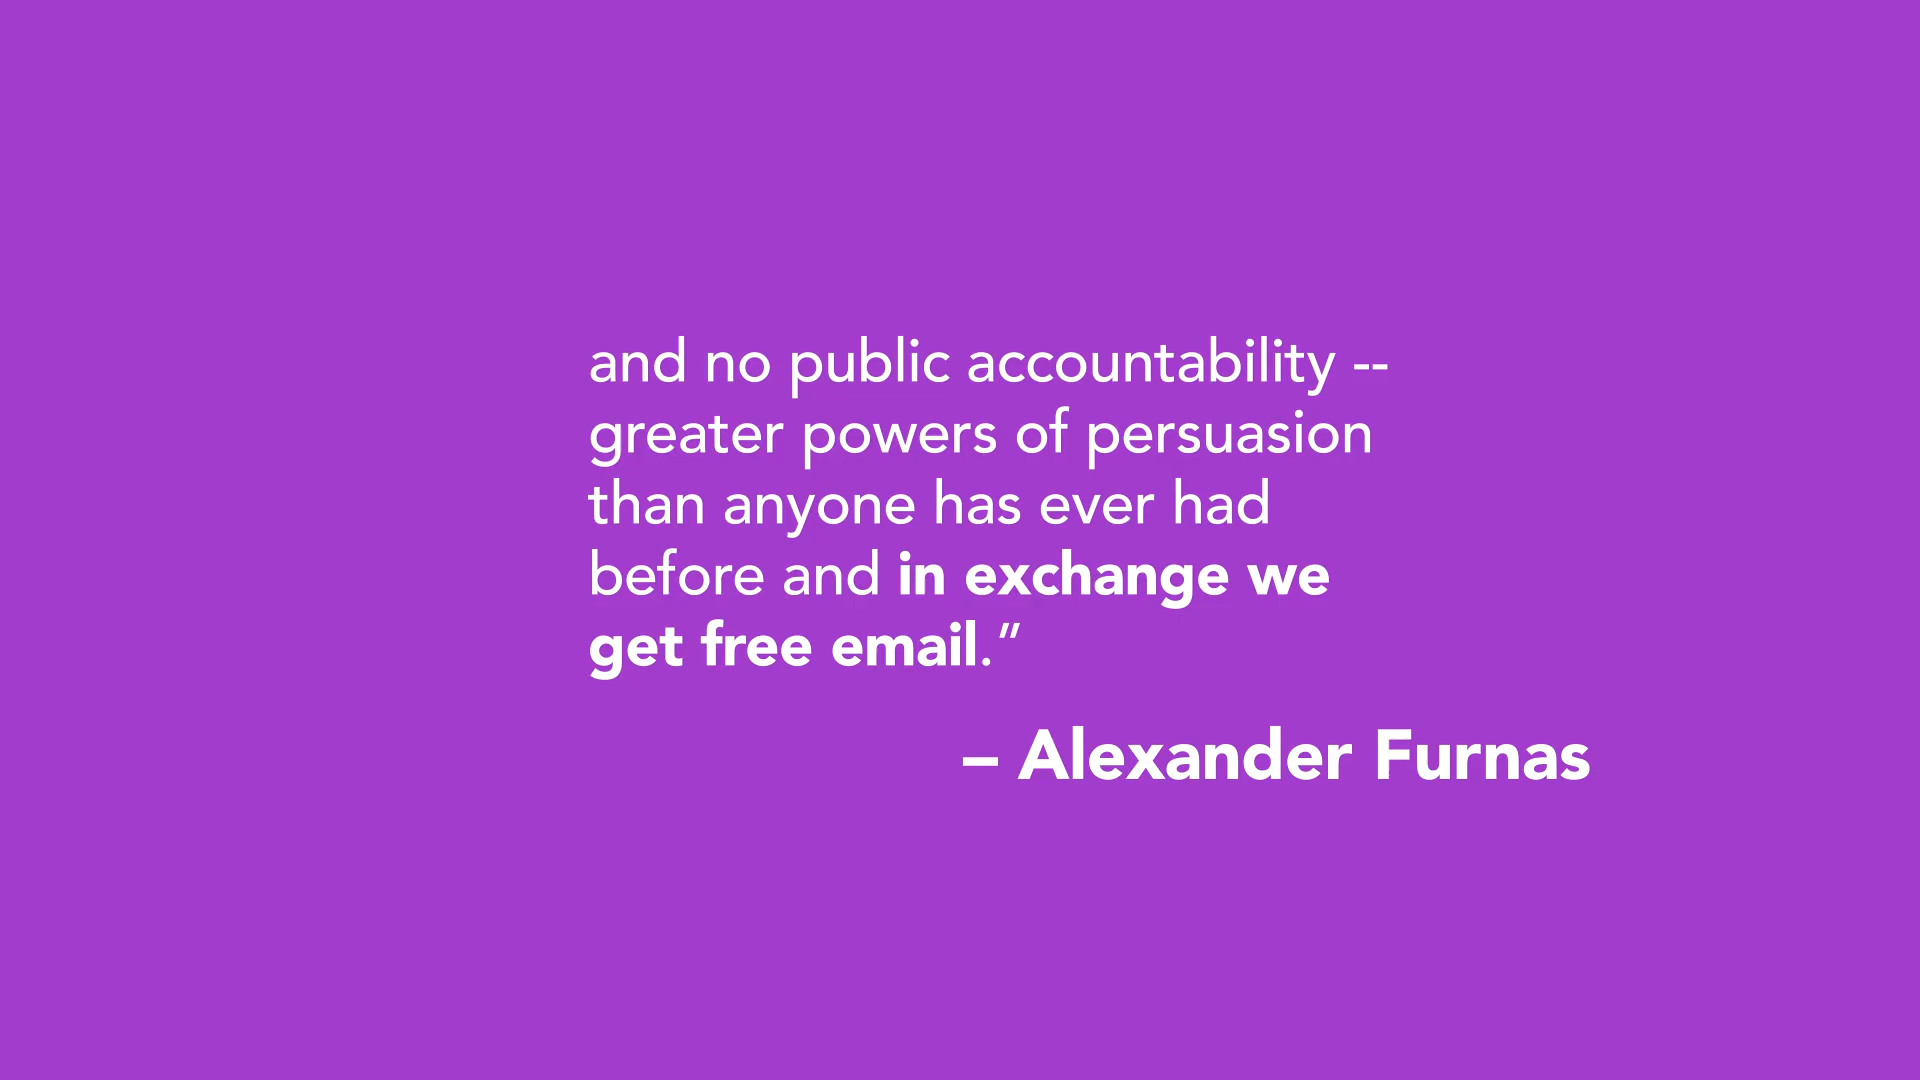 and no public accountability --
greater powers of persuasion
than anyone has ever had
before and in exchange we
get free email.”
– Alexander Furnas